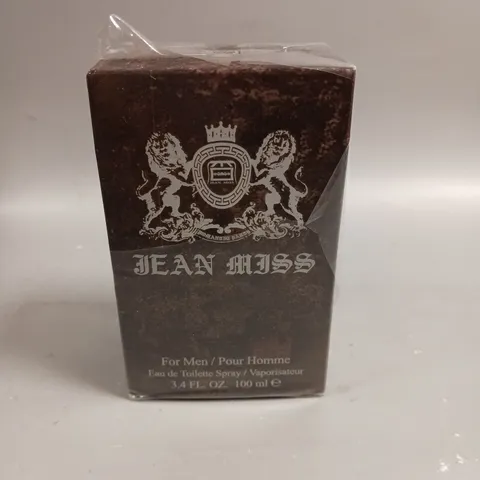 JEAN MISS
For Men / Pour Homme
Eau de Toilette Spray / Vaporisateur
3.4 FL. OZ. 100 ml ℮